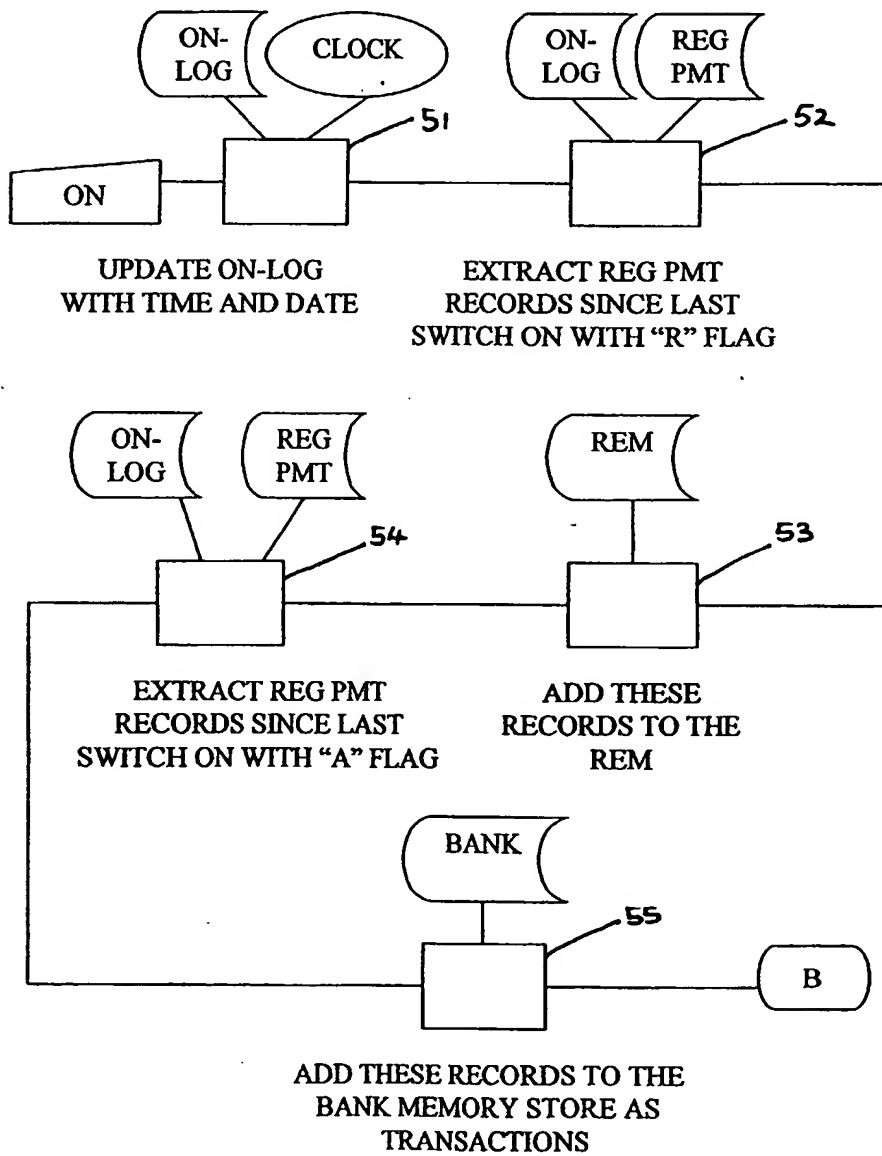 ON-
LOG
CLOCK
ON-
LOG
REG
PMT
51
52
ON
UPDATE ON-LOG
WITH TIME AND DATE
EXTRACT REG PMT
RECORDS SINCE LAST
SWITCH ON WITH “R” FLAG
ON-
LOG
REG
PMT
REM
54
53
EXTRACT REG PMT
RECORDS SINCE LAST
SWITCH ON WITH “A” FLAG
ADD THESE
RECORDS TO THE
REM
BANK
55
B
ADD THESE RECORDS TO THE
BANK MEMORY STORE AS
TRANSACTIONS